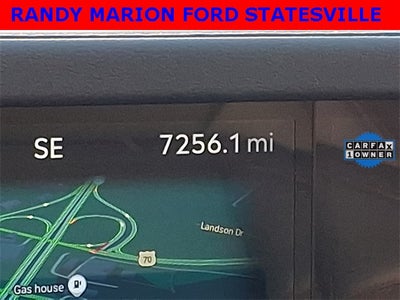 RANDY MARION FORD STATESVILLE
SE 7256.1 mi
CARFAX
1 OWNER
Landson Dr
70
Gas house